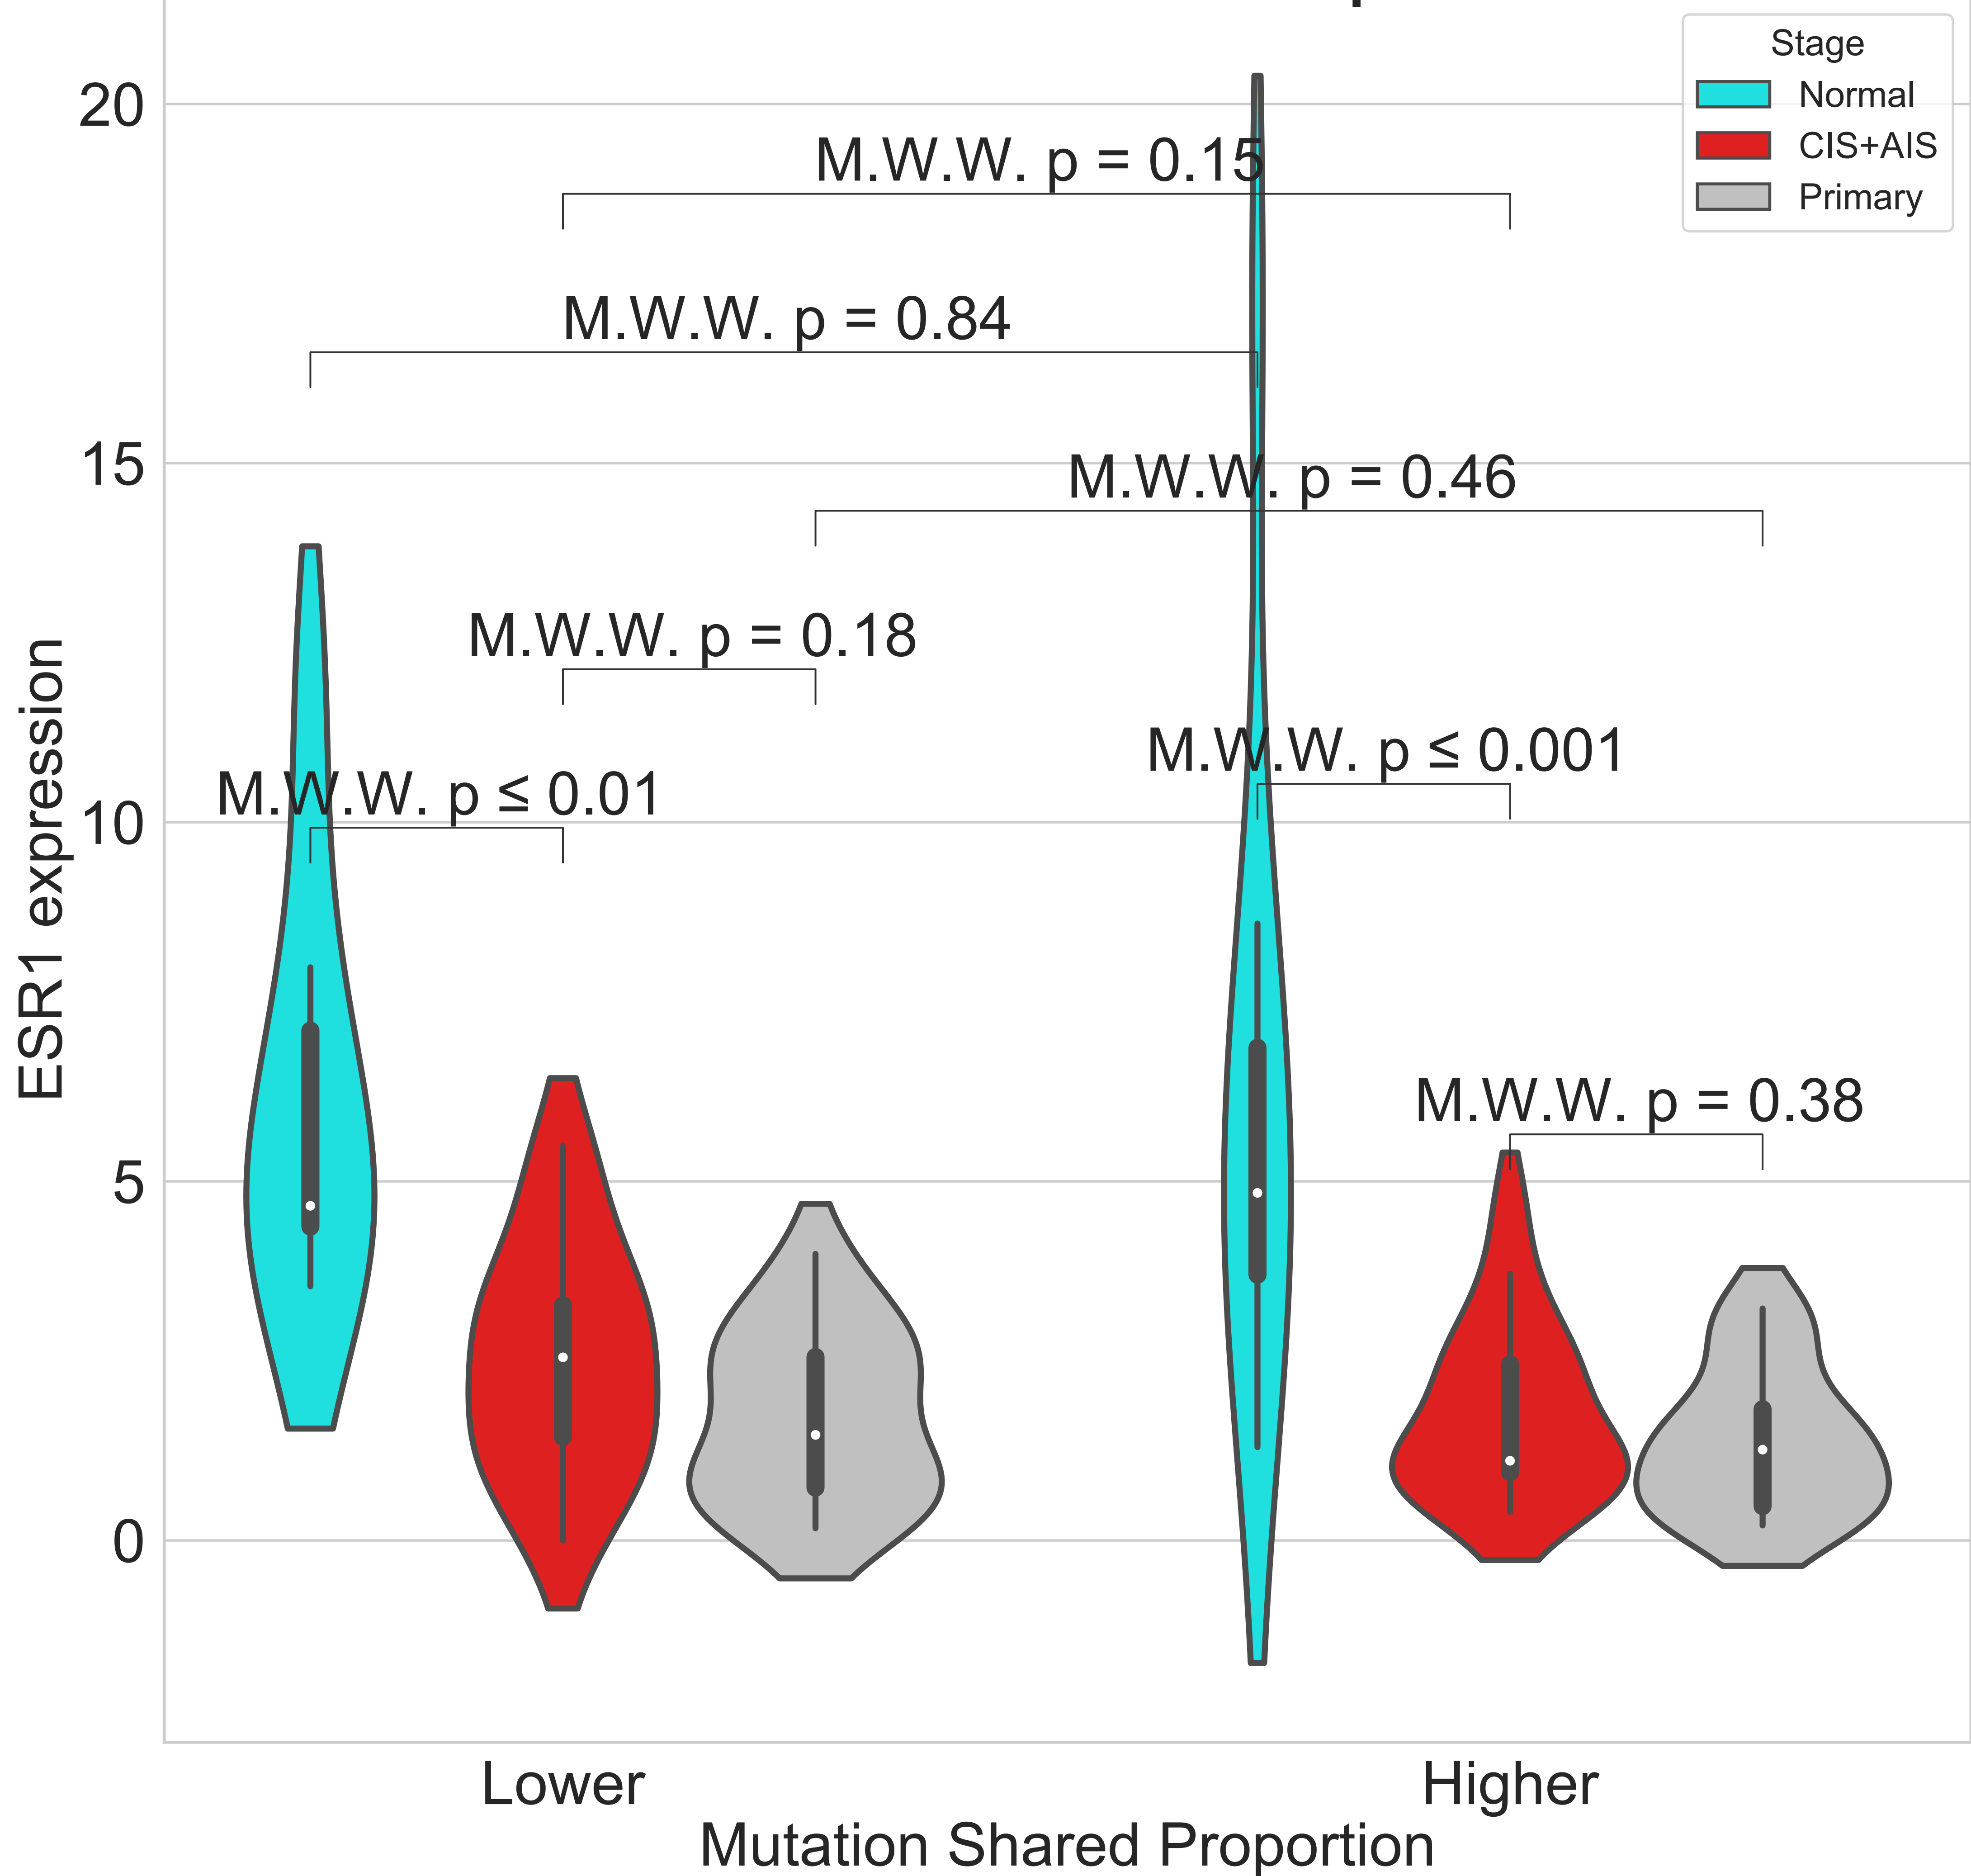 Stage
Normal
CIS+AIS
Primary
20
15
10
5
0
ESR1 expression
M.W.W. p = 0.15
M.W.W. p = 0.84
M.W.W. p = 0.46
M.W.W. p = 0.18
M.W.W. p ≤ 0.001
M.W.W. p ≤ 0.01
M.W.W. p = 0.38
Lower
Higher
Mutation Shared Proportion